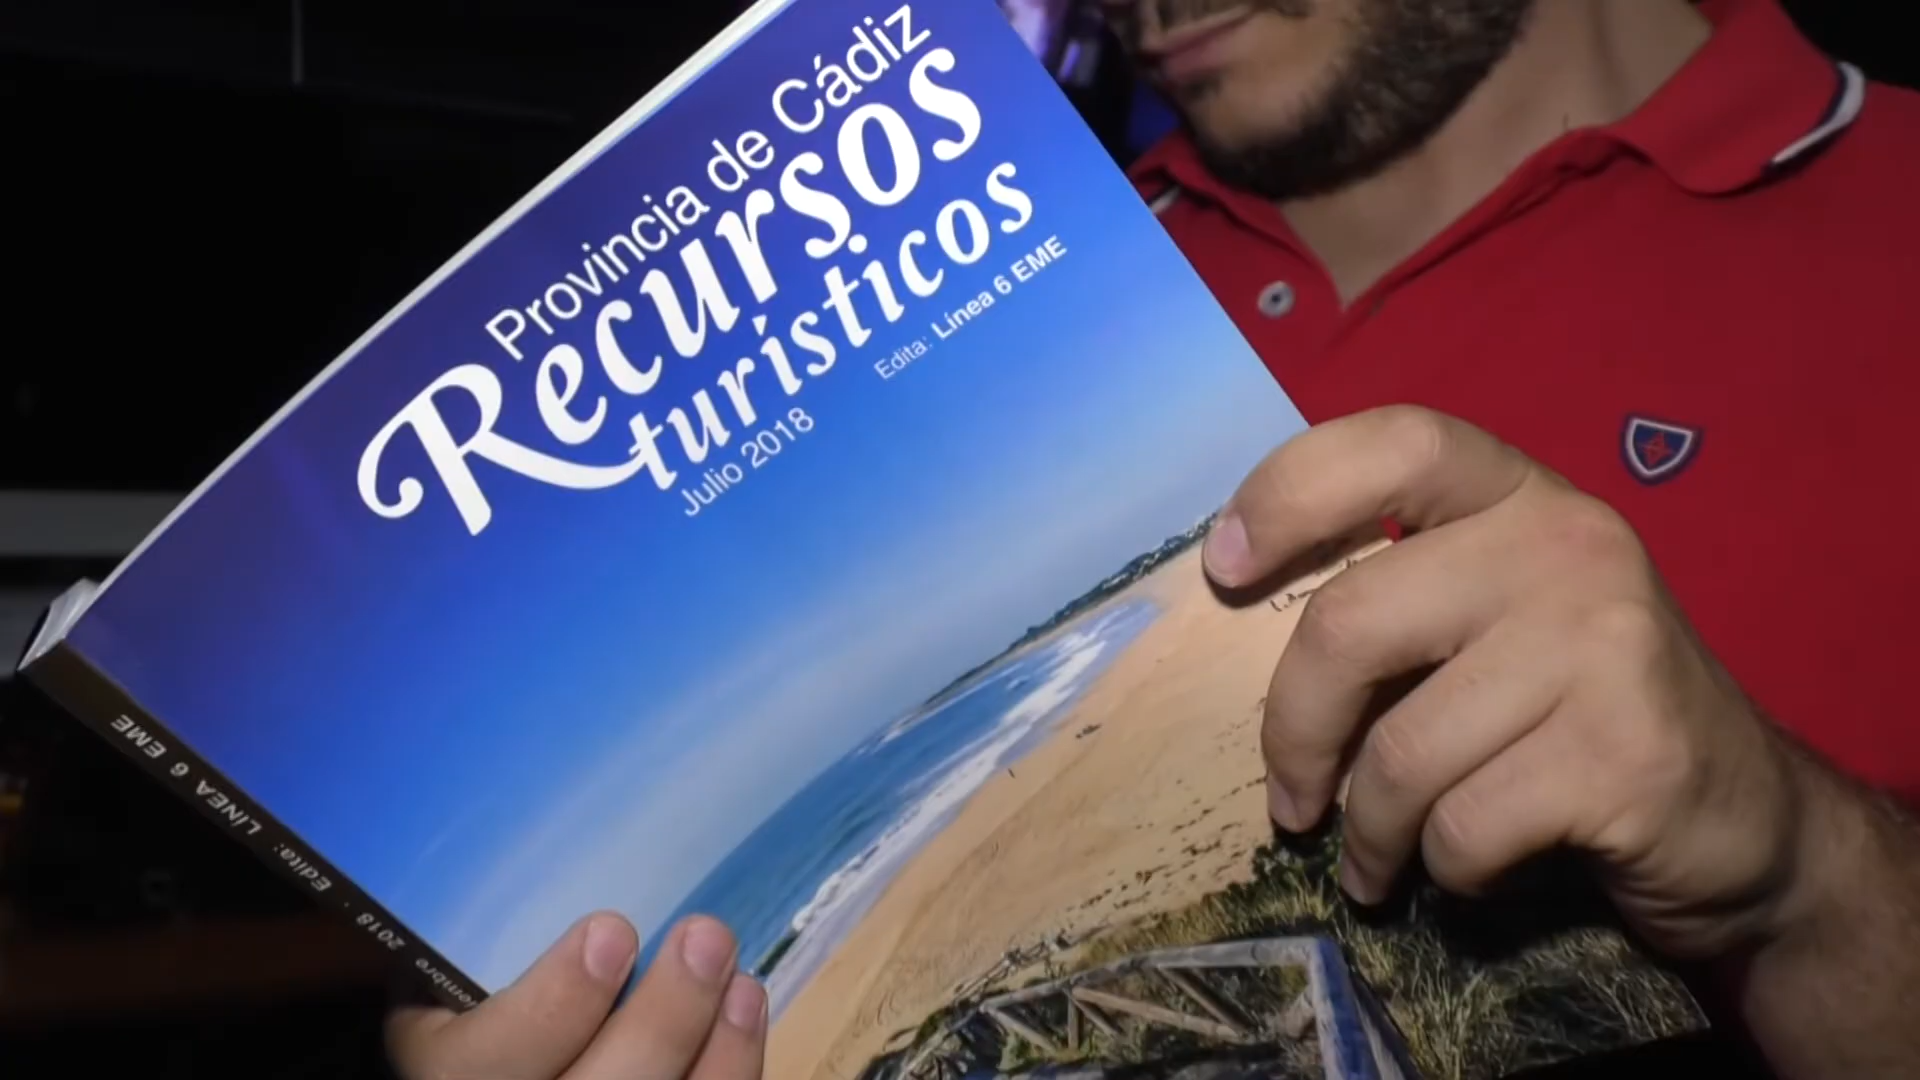 Provincia de Cádiz
Recursos
turísticos
Julio 2018
Edita: Línea 6 EME
2018 · Edita: LÍNEA 6 EME